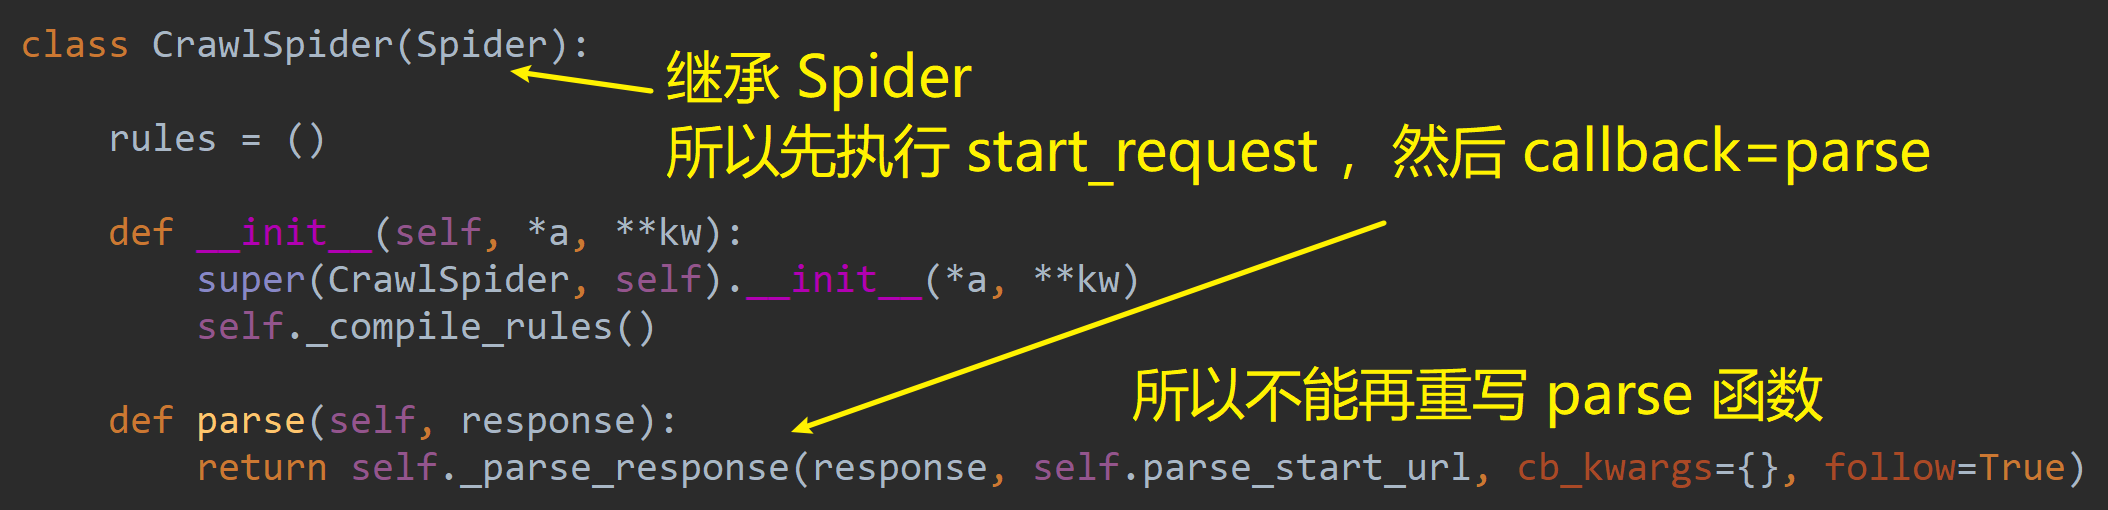 class CrawlSpider(Spider):
继承 Spider
所以先执行 start_request ，然后 callback=parse
rules = ()
def __init__(self, *a, **kw):
super(CrawlSpider, self).__init__(*a, **kw)
self._compile_rules()
所以不能再重写 parse 函数
def parse(self, response):
return self._parse_response(response, self.parse_start_url, cb_kwargs={}, follow=True)